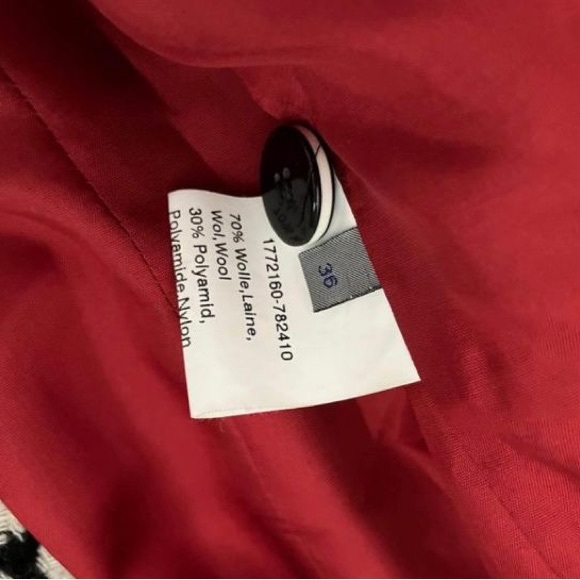 36
1772160-782410
70% Wolle,Laine,
Wol,Wool
30% Polyamid,
Polyamide,Nylon